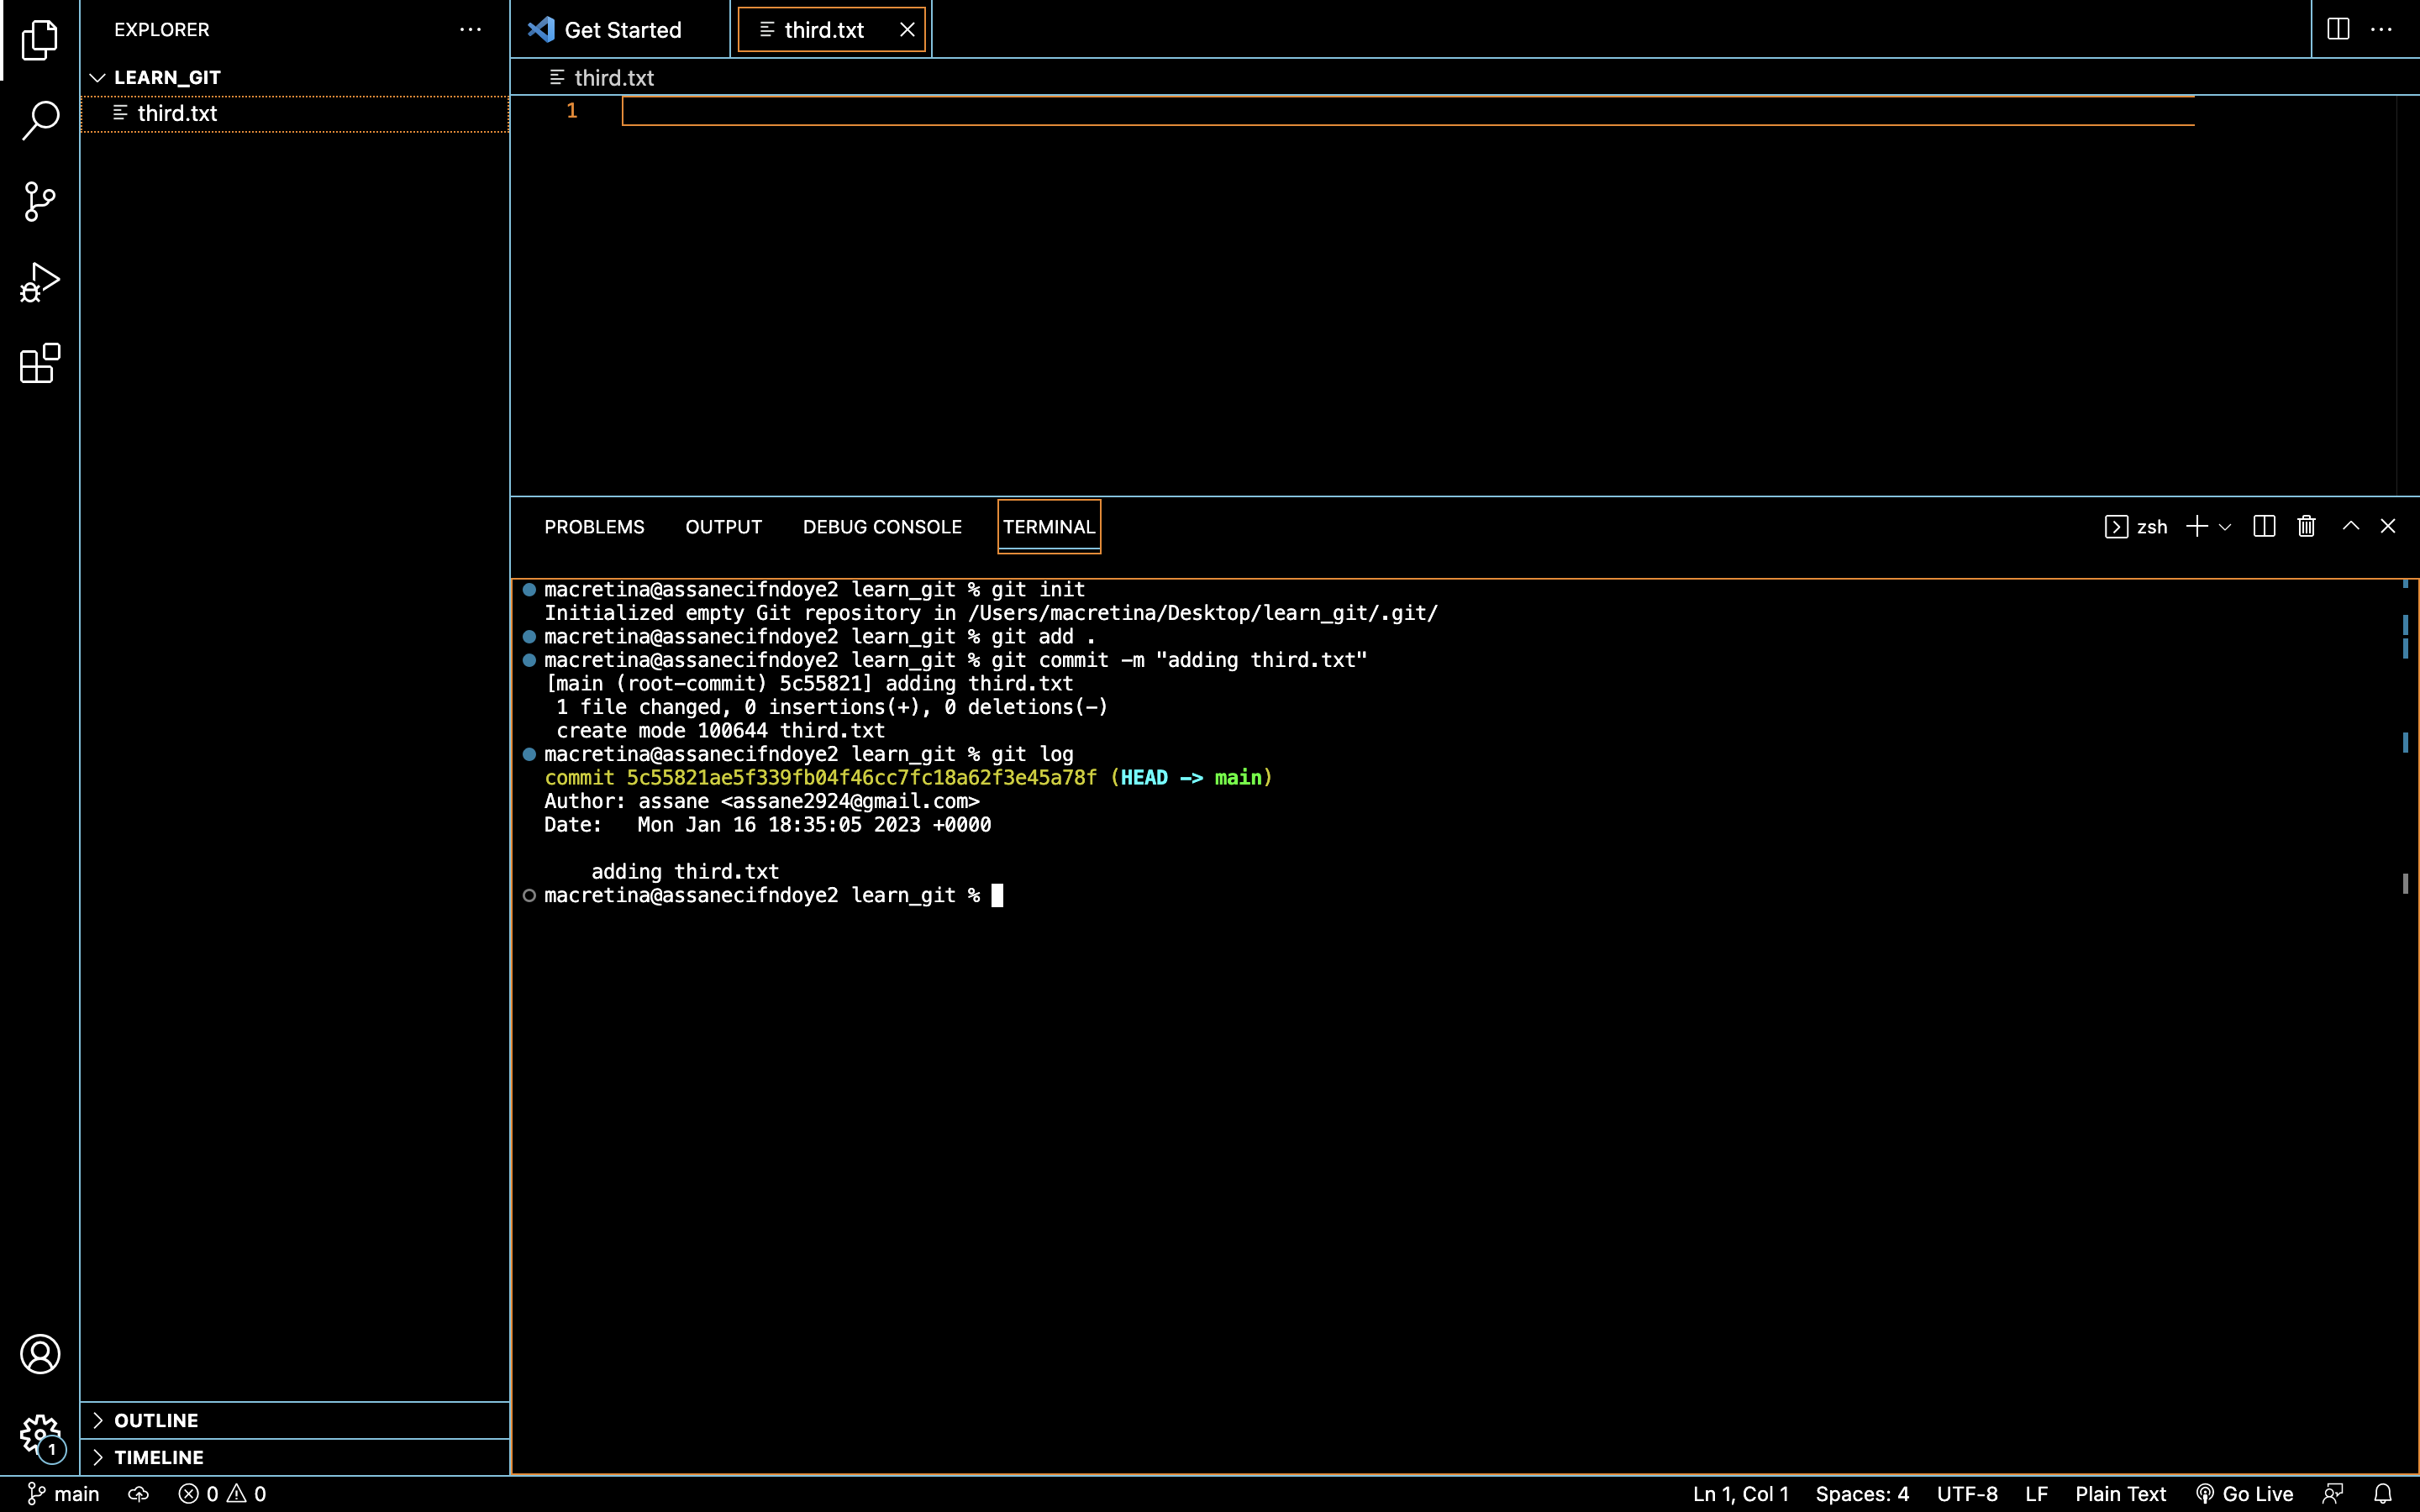 EXPLORER
LEARN_GIT
third.txt
OUTLINE
TIMELINE
Get Started
third.txt
third.txt
1
PROBLEMS OUTPUT DEBUG CONSOLE TERMINAL
zsh
macretina@assanecifndoye2 learn_git % git init
Initialized empty Git repository in /Users/macretina/Desktop/learn_git/.git/
macretina@assanecifndoye2 learn_git % git add .
macretina@assanecifndoye2 learn_git % git commit -m "adding third.txt"
[main (root-commit) 5c55821] adding third.txt
 1 file changed, 0 insertions(+), 0 deletions(-)
 create mode 100644 third.txt
macretina@assanecifndoye2 learn_git % git log
commit 5c55821ae5f339fb04f46cc7fc18a62f3e45a78f (HEAD -> main)
Author: assane <assane2924@gmail.com>
Date:   Mon Jan 16 18:35:05 2023 +0000
    adding third.txt
macretina@assanecifndoye2 learn_git %
1
main 0 0 Ln 1, Col 1 Spaces: 4 UTF-8 LF Plain Text Go Live